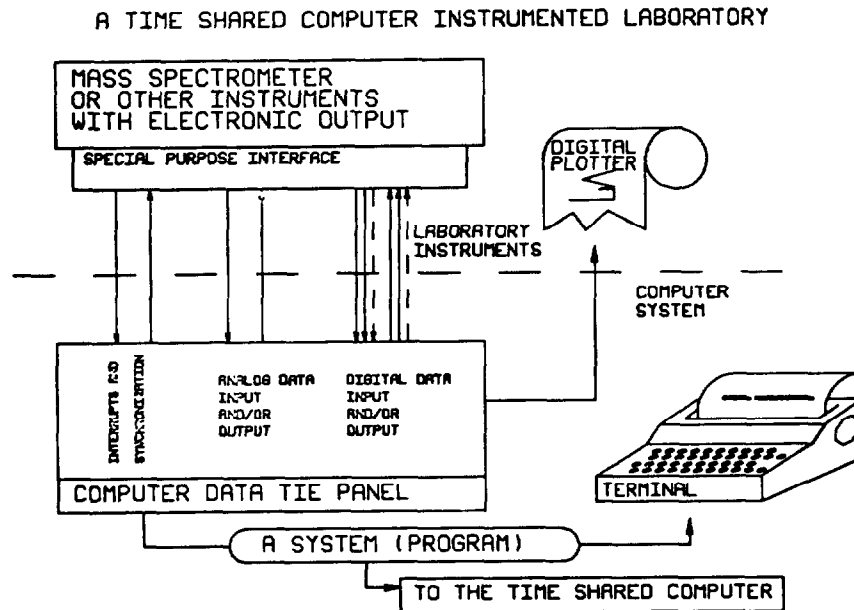 A TIME SHARED COMPUTER INSTRUMENTED LABORATORY
MASS SPECTROMETER
OR OTHER INSTRUMENTS
WITH ELECTRONIC OUTPUT
SPECIAL PURPOSE INTERFACE
DIGITAL
PLOTTER
LABORATORY
INSTRUMENTS
COMPUTER
SYSTEM
INTERRUPTS AND
SYNCHRONIZATION
ANALOG DATA
INPUT
AND/OR
OUTPUT
DIGITAL DATA
INPUT
AND/OR
OUTPUT
COMPUTER DATA TIE PANEL
TERMINAL
A SYSTEM (PROGRAM)
TO THE TIME SHARED COMPUTER